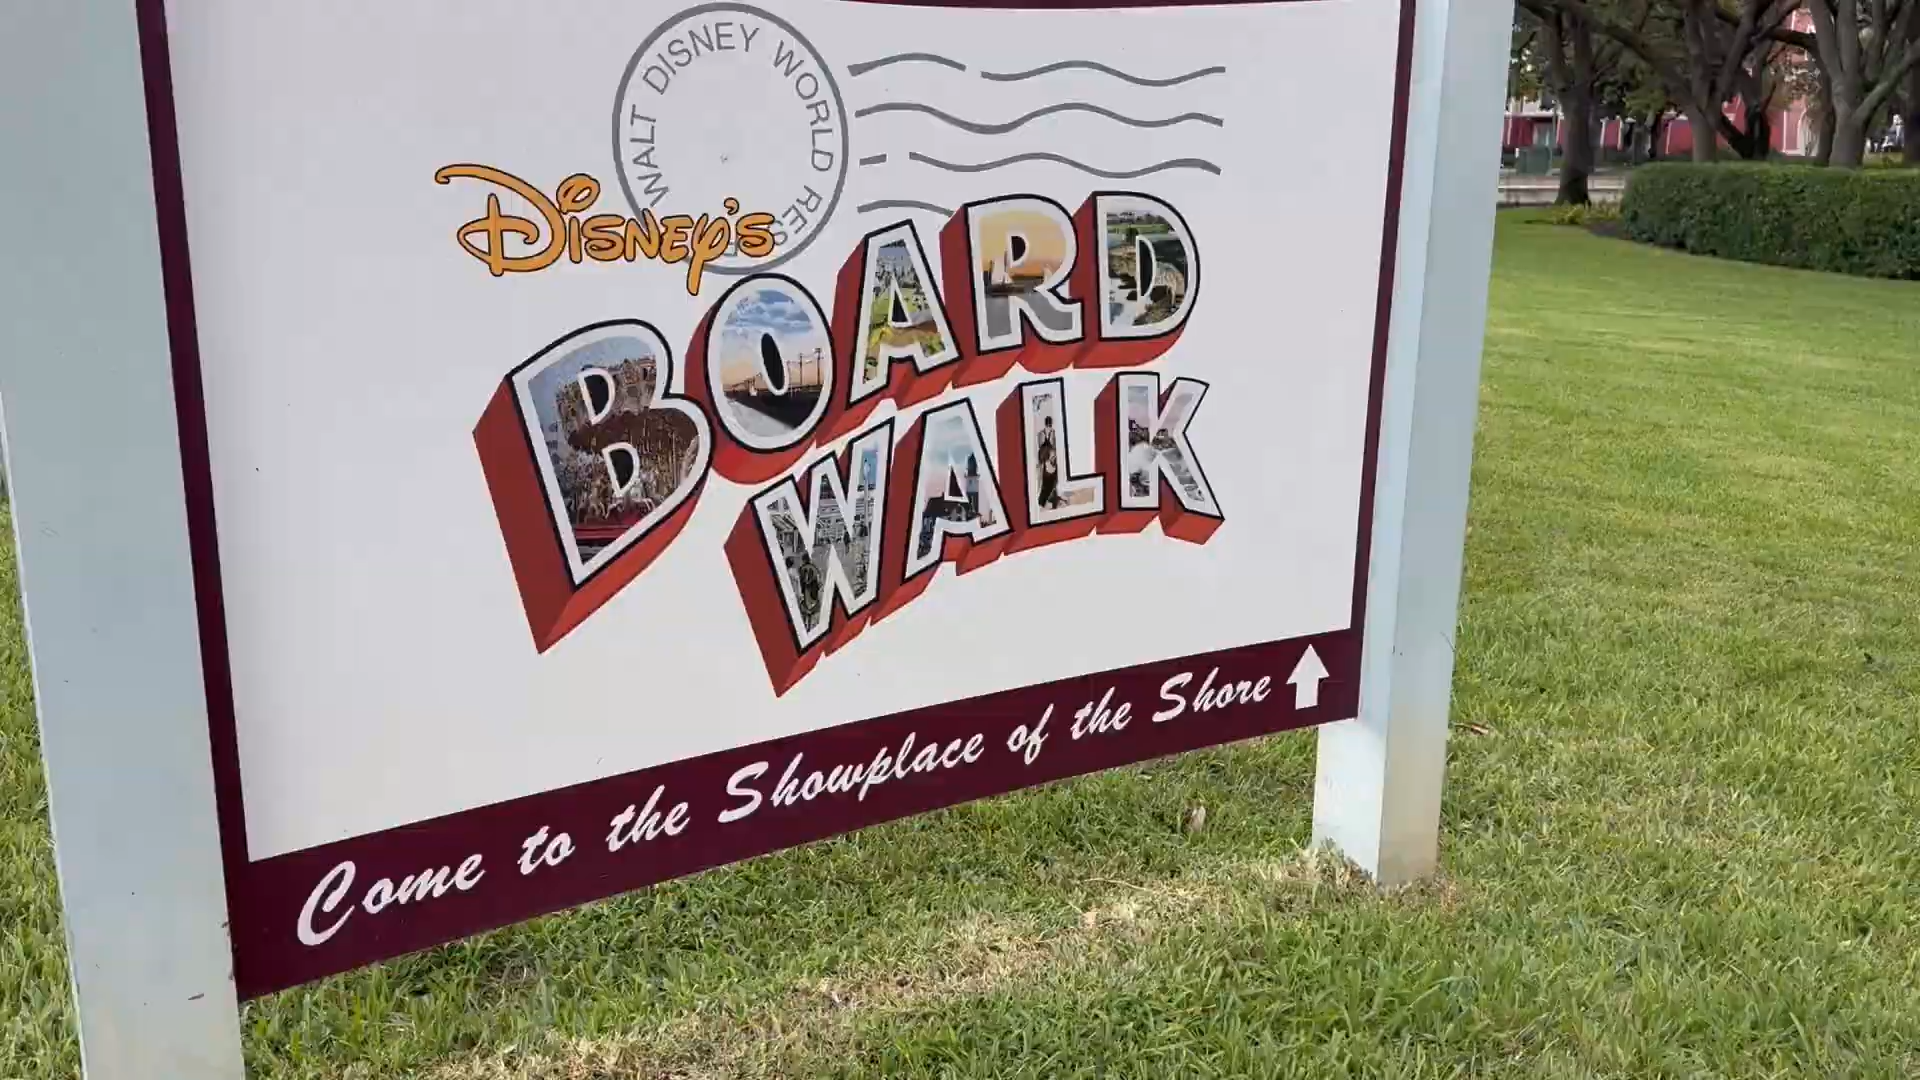 WALT DISNEY WORLD RES
Disney's
BOARD
WALK
Come to the Showplace of the Shore